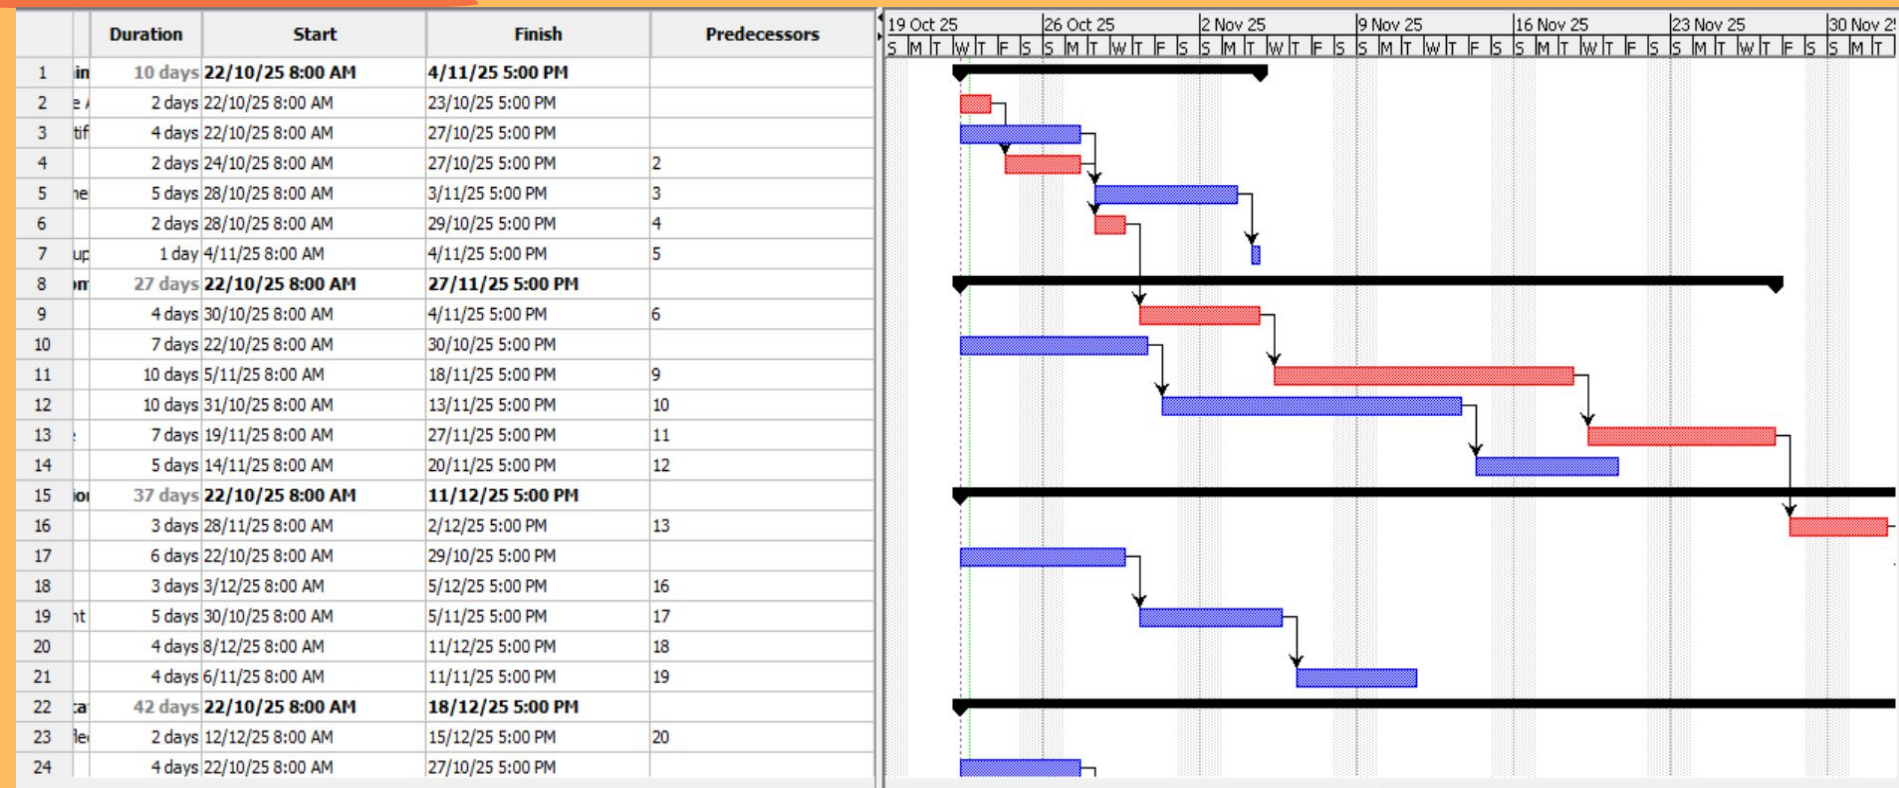 Duration Start Finish Predecessors
19 Oct 25 26 Oct 25 2 Nov 25 9 Nov 25 16 Nov 25 23 Nov 25 30 Nov
S M T W T F S S M T W T F S S M T W T F S S M T W T F S S M T W T F S S M T W T F S S M T
1 10 days 22/10/25 8:00 AM 4/11/25 5:00 PM
2 2 days 22/10/25 8:00 AM 23/10/25 5:00 PM
3 4 days 22/10/25 8:00 AM 27/10/25 5:00 PM
4 2 days 24/10/25 8:00 AM 27/10/25 5:00 PM 2
5 5 days 28/10/25 8:00 AM 3/11/25 5:00 PM 3
6 2 days 28/10/25 8:00 AM 29/10/25 5:00 PM 4
7 1 day 4/11/25 8:00 AM 4/11/25 5:00 PM 5
8 27 days 22/10/25 8:00 AM 27/11/25 5:00 PM
9 4 days 30/10/25 8:00 AM 4/11/25 5:00 PM 6
10 7 days 22/10/25 8:00 AM 30/10/25 5:00 PM
11 10 days 5/11/25 8:00 AM 18/11/25 5:00 PM 9
12 10 days 31/10/25 8:00 AM 13/11/25 5:00 PM 10
13 7 days 19/11/25 8:00 AM 27/11/25 5:00 PM 11
14 5 days 14/11/25 8:00 AM 20/11/25 5:00 PM 12
15 37 days 22/10/25 8:00 AM 11/12/25 5:00 PM
16 3 days 28/11/25 8:00 AM 2/12/25 5:00 PM 13
17 6 days 22/10/25 8:00 AM 29/10/25 5:00 PM
18 3 days 3/12/25 8:00 AM 5/12/25 5:00 PM 16
19 5 days 30/10/25 8:00 AM 5/11/25 5:00 PM 17
20 4 days 8/12/25 8:00 AM 11/12/25 5:00 PM 18
21 4 days 6/11/25 8:00 AM 11/11/25 5:00 PM 19
22 42 days 22/10/25 8:00 AM 18/12/25 5:00 PM
23 2 days 12/12/25 8:00 AM 15/12/25 5:00 PM 20
24 4 days 22/10/25 8:00 AM 27/10/25 5:00 PM